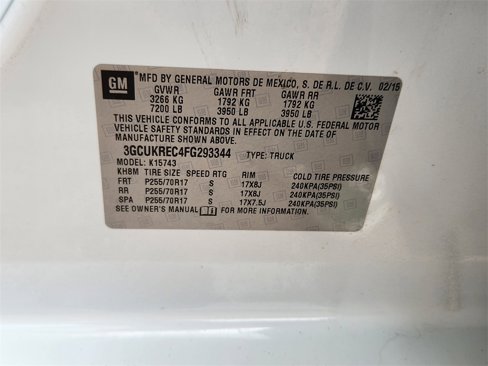 GM
MFD BY GENERAL MOTORS DE MEXICO, S. DE R.L. DE C.V. 02/15
GVWR GAWR FRT GAWR RR
3266 KG 1792 KG 1792 KG
7200 LB 3950 LB 3950 LB
THIS VEHICLE CONFORMS TO ALL APPLICABLE U.S. FEDERAL MOTOR
VEHICLE SAFETY STANDARDS IN EFFECT ON THE DATE OF
MANUFACTURE SHOWN ABOVE.
3GCUKREC4FG293344 TYPE: TRUCK
MODEL: K15743
KHBM TIRE SIZE SPEED RTG RIM COLD TIRE PRESSURE
FRT P255/70R17 S 17X8J 240KPA(35PSI)
RR P255/70R17 S 17X8J 240KPA(35PSI)
SPA P255/70R17 S 17X7.5J 240KPA(35PSI)
SEE OWNER'S MANUAL FOR MORE INFORMATION.